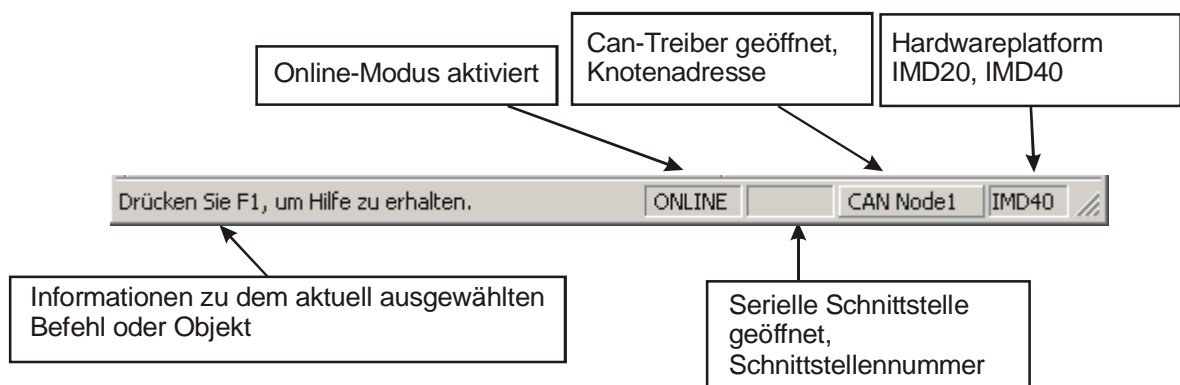 Online-Modus aktiviert
Can-Treiber geöffnet,
Knotenadresse
Hardwareplatform
IMD20, IMD40
Drücken Sie F1, um Hilfe zu erhalten.
ONLINE
CAN Node1
IMD40
Informationen zu dem aktuell ausgewählten
Befehl oder Objekt
Serielle Schnittstelle
geöffnet,
Schnittstellennummer